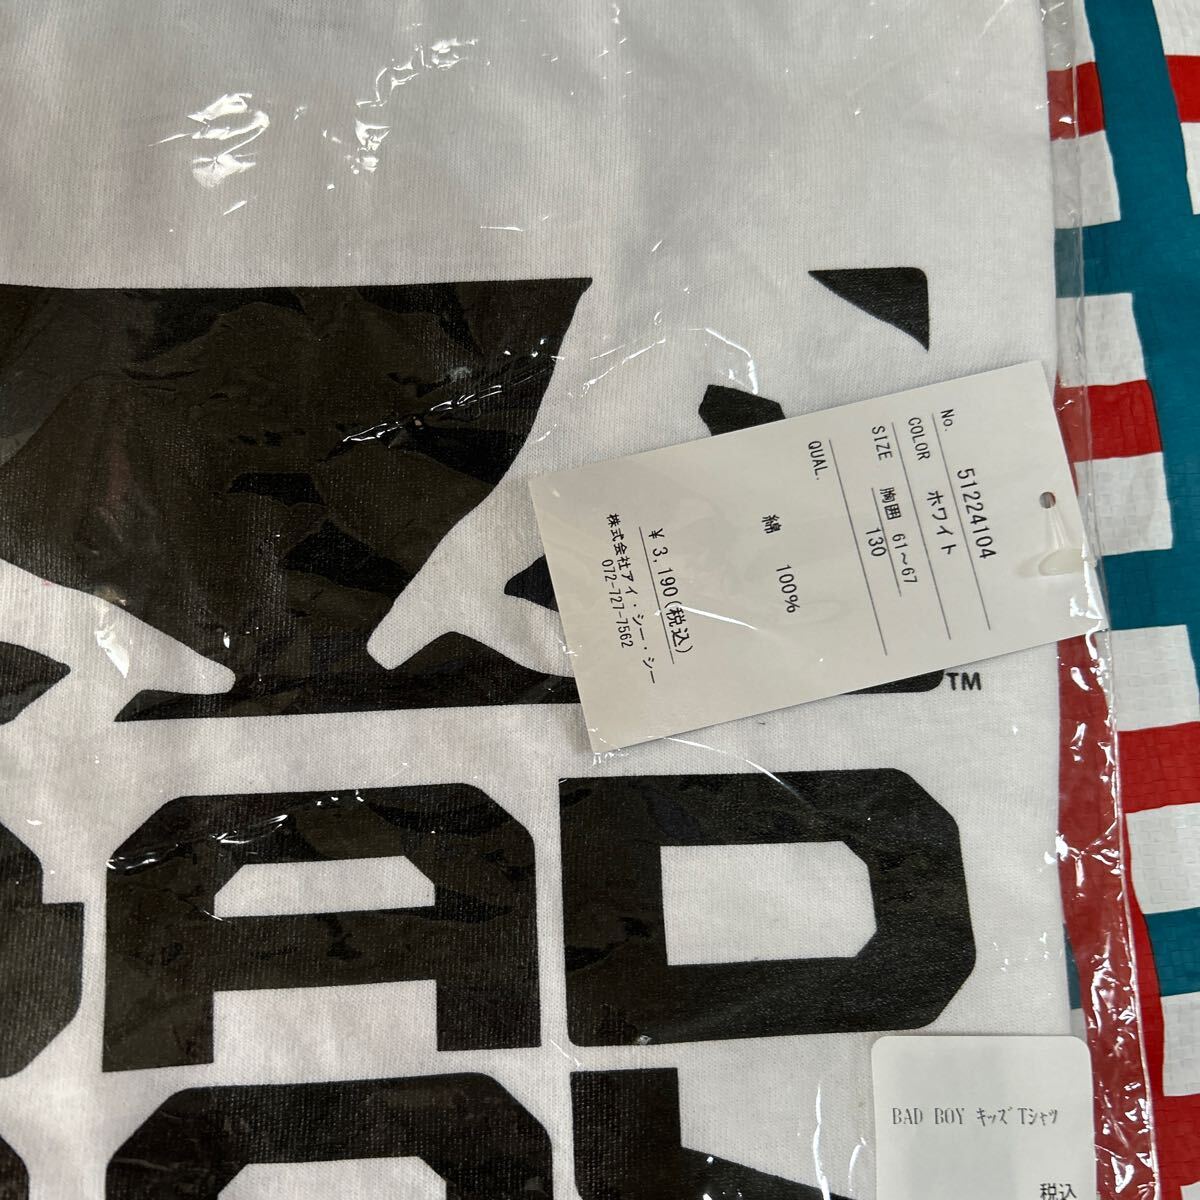 No. 51224104
COLOR ホワイト
SIZE 胸囲 61～67
130
QUAL.
綿 100%
¥3,190(税込)
株式会社アイ・シー・シー
072-727-7562
TM
BAD
BAD BOY キッズTシャツ
税込